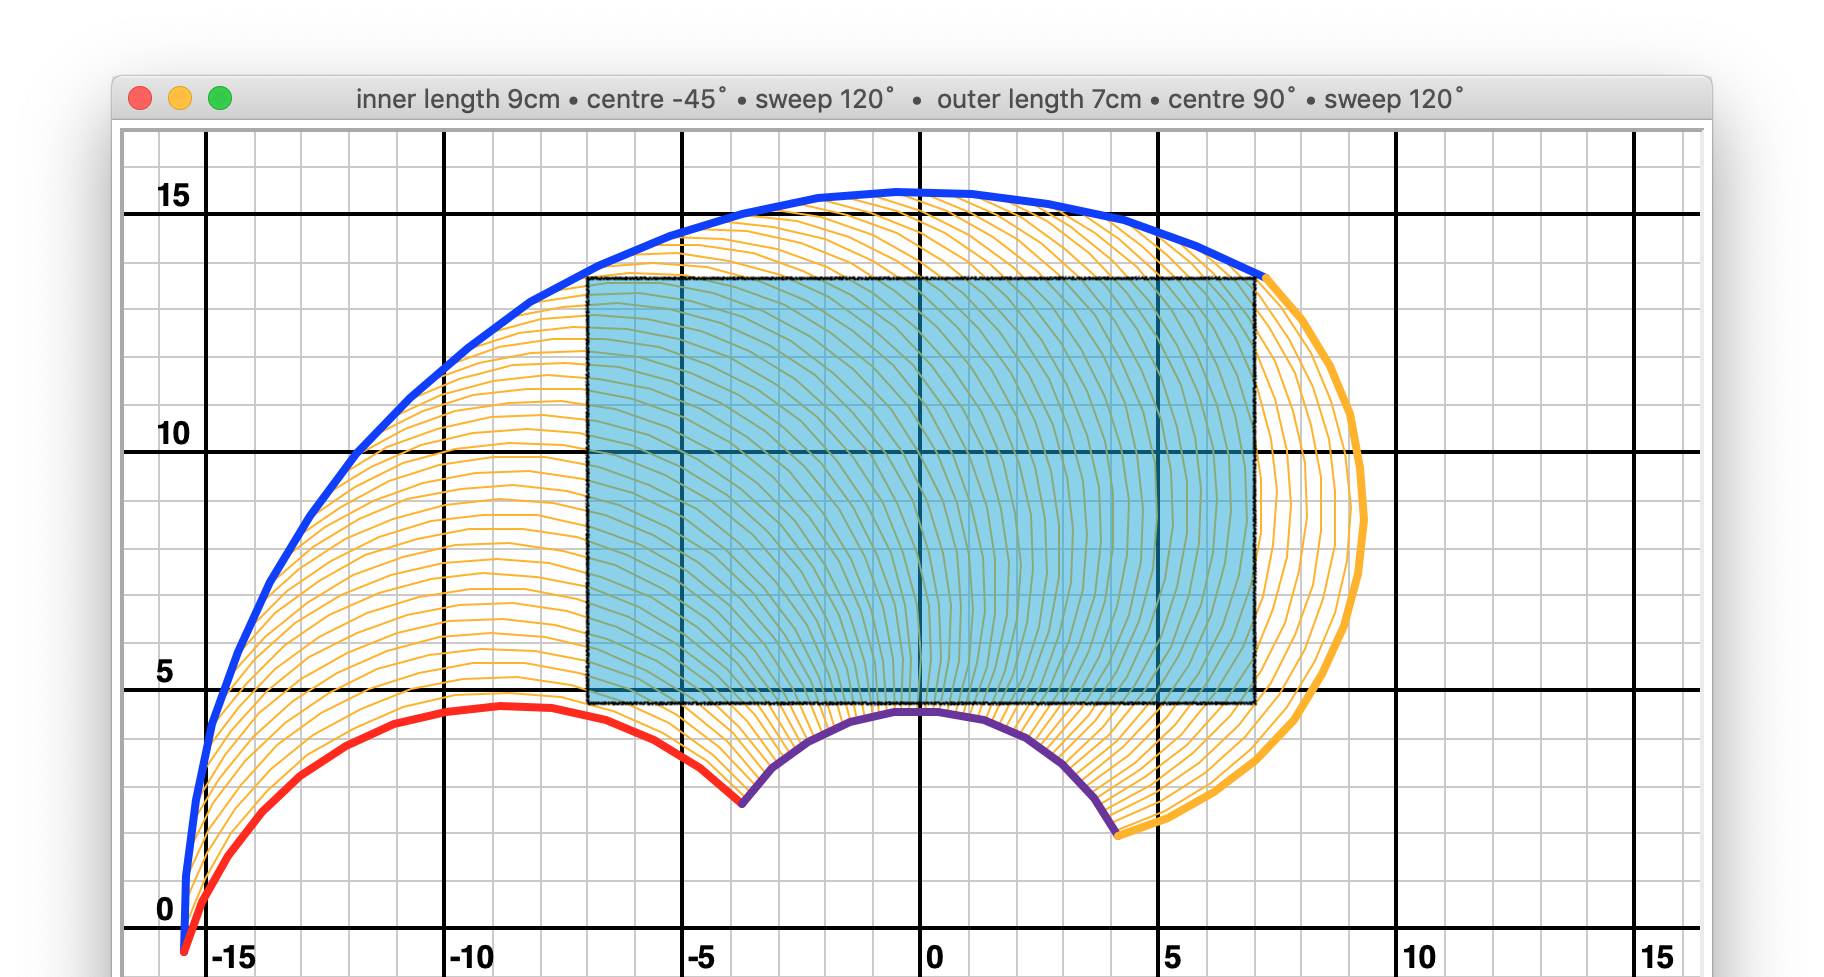 inner length 9cm • centre -45˚ • sweep 120˚ • outer length 7cm • centre 90˚ • sweep 120˚
15
10
5
0
-15 -10 -5 0 5 10 15